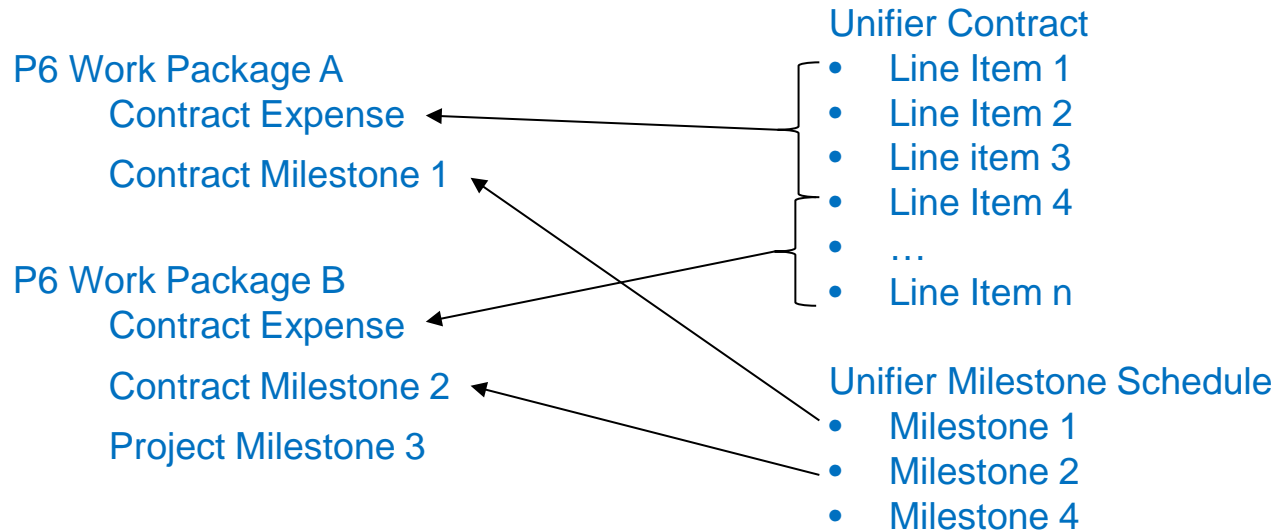 P6 Work Package A
Contract Expense
Contract Milestone 1
P6 Work Package B
Contract Expense
Contract Milestone 2
Project Milestone 3
Unifier Contract
• Line Item 1
• Line Item 2
• Line item 3
• Line Item 4
• …
• Line Item n
Unifier Milestone Schedule
• Milestone 1
• Milestone 2
• Milestone 4